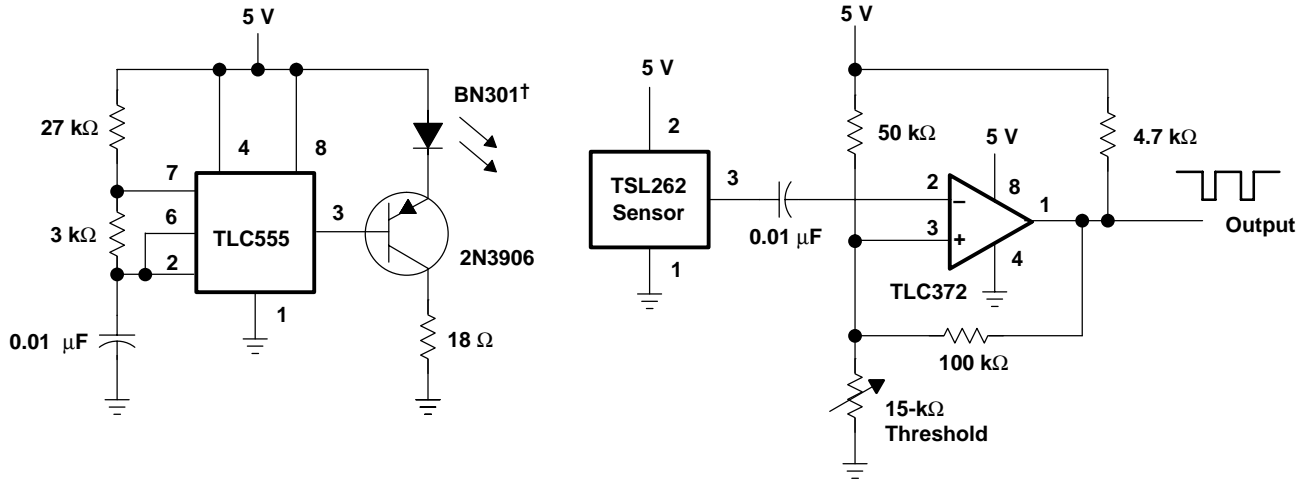 5 V
27 kΩ
3 kΩ
0.01 μF
7
6
2
4
8
TLC555
3
1
BN301†
2N3906
18 Ω
5 V
2
TSL262
Sensor
3
1
0.01 μF
5 V
50 kΩ
4.7 kΩ
5 V
2
8
−
1
3
+
4
TLC372
Output
100 kΩ
15-kΩ
Threshold